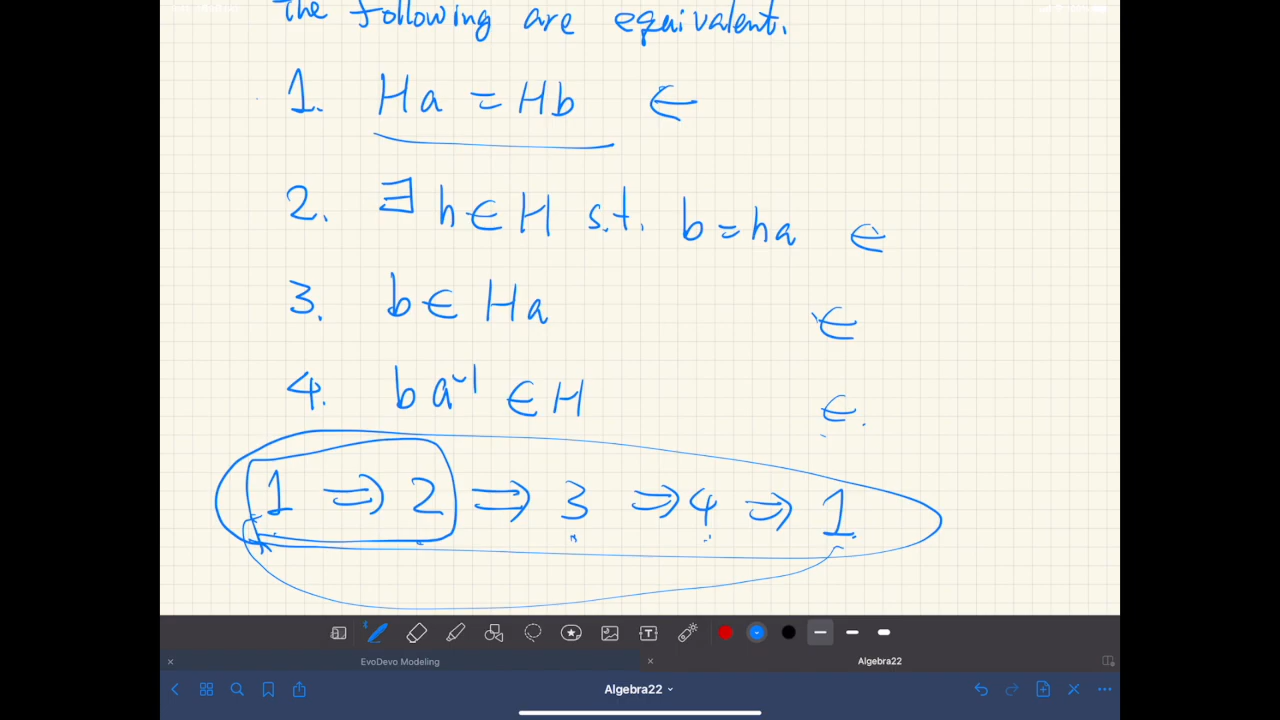 the following are equivalent.
1. Ha = Hb ∈
2. ∃ h ∈ H s.t. b = ha ∈
3. b ∈ Ha ∈
4. b a⁻¹ ∈ H ∈
1 ⇒ 2 ⇒ 3 ⇒ 4 ⇒ 1
EvoDevo Modeling Algebra22
Algebra22